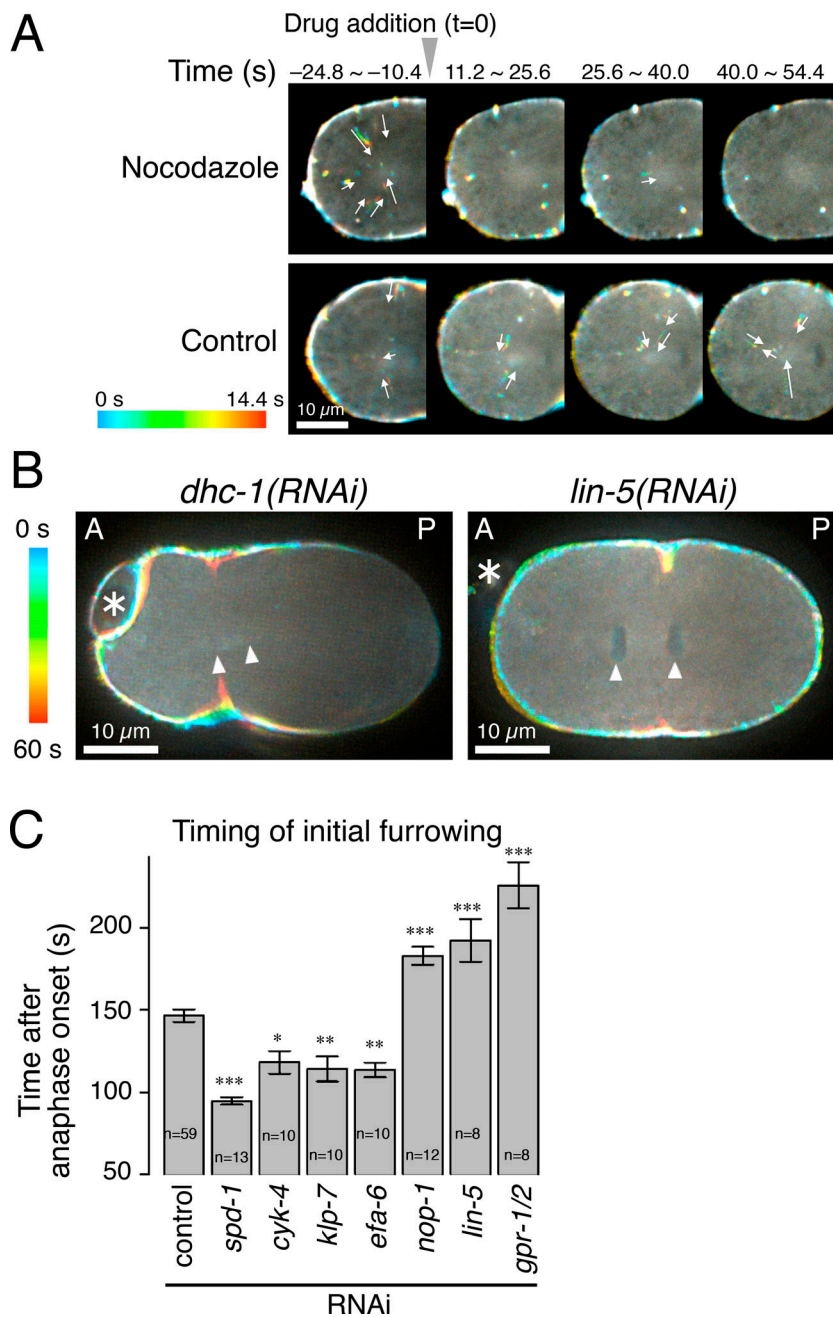 A
Drug addition (t=0)
Time (s)
−24.8 ~ −10.4
11.2 ~ 25.6
25.6 ~ 40.0
40.0 ~ 54.4
Nocodazole
Control
0 s
14.4 s
10 µm
B
dhc-1(RNAi)
lin-5(RNAi)
0 s
60 s
A
P
*
10 µm
A
P
*
10 µm
C
Timing of initial furrowing
Time after
anaphase onset (s)
200
150
100
50
***
*
**
**
***
***
***
n=59
n=13
n=10
n=10
n=10
n=12
n=8
n=8
control
spd-1
cyk-4
klp-7
efa-6
nop-1
lin-5
gpr-1/2
RNAi